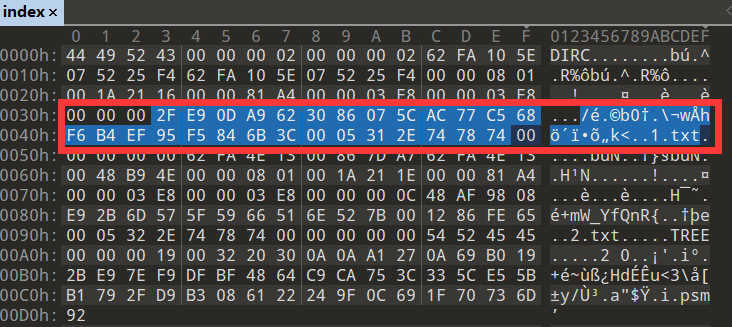 index ×
0 1 2 3 4 5 6 7 8 9 A B C D E F 0123456789ABCDEF
0000h: 44 49 52 43 00 00 00 02 00 00 00 02 62 FA 10 5E DIRC........bú.^
0010h: 07 52 25 F4 62 FA 10 5E 07 52 25 F4 00 00 08 01 .R%ôbú.^.R%ô....
0020h: 00 1A 21 16 00 00 81 A4 00 00 03 E8 00 00 03 E8 ..!....¤...è...è
0030h: 00 00 00 2F E9 0D A9 62 30 86 07 5C AC 77 C5 68 .../é.©b0†.\¬wÅh
0040h: F6 B4 EF 95 F5 84 6B 3C 00 05 31 2E 74 78 74 00 ö´ï•õ„k<..1.txt.
0050h: 00 00 00 00 62 FA 4E 13 00 86 7D A7 62 FA 4E 13 ....búN..†}§búN.
0060h: 00 48 B9 4E 00 00 08 01 00 1A 21 1E 00 00 81 A4 .H¹N......!....¤
0070h: 00 00 03 E8 00 00 03 E8 00 00 00 0C 48 AF 98 08 ...è...è....H¯˜.
0080h: E9 2B 6D 57 5F 59 66 51 6E 52 7B 00 12 86 FE 65 é+mW_YfQnR{..†þe
0090h: 00 05 32 2E 74 78 74 00 00 00 00 00 54 52 45 45 ..2.txt.....TREE
00A0h: 00 00 00 19 00 32 20 30 0A 0A A1 27 0A 69 B0 19 .....2 0..¡'.i°.
00B0h: 2B E9 7E F9 DF BF 48 64 C9 CA 75 3C 33 5C E5 5B +é~ùß¿HdÉÊu<3\å[
00C0h: B1 79 2F D9 B3 08 61 22 24 9F 0C 69 1F 70 73 6D ±y/Ù³.a"$Ÿ.i.psm
00D0h: 92 ’